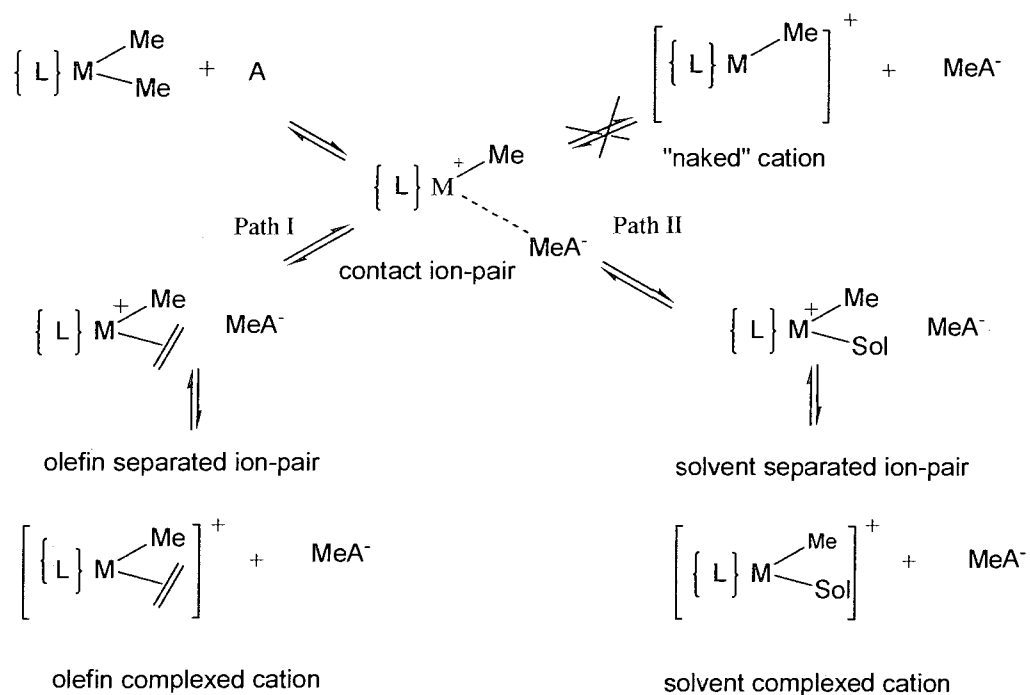 { L } M Me Me + A
[ { L } M Me ]+ + MeA-
"naked" cation
{ L } M+ Me MeA-
Path I
Path II
contact ion-pair
{ L } M+ Me MeA-
{ L } M+ Me Sol MeA-
olefin separated ion-pair
solvent separated ion-pair
[ { L } M Me ]+ + MeA-
[ { L } M Me Sol ]+ + MeA-
olefin complexed cation
solvent complexed cation